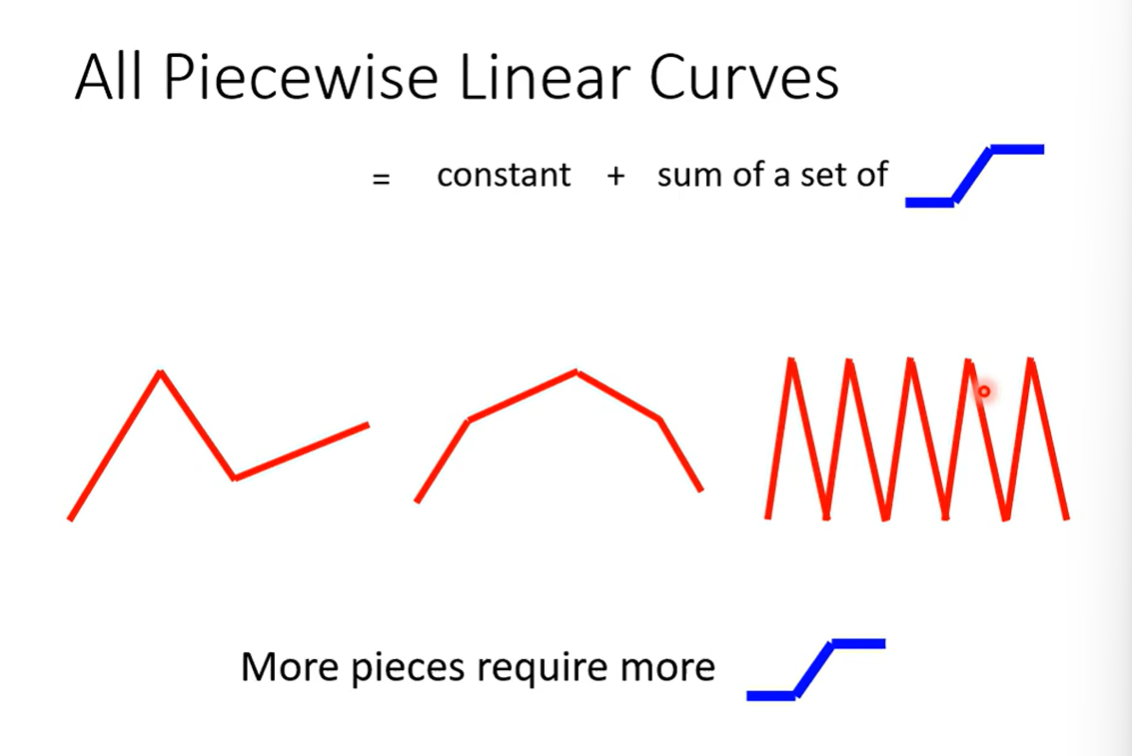 All Piecewise Linear Curves
= constant + sum of a set of
More pieces require more